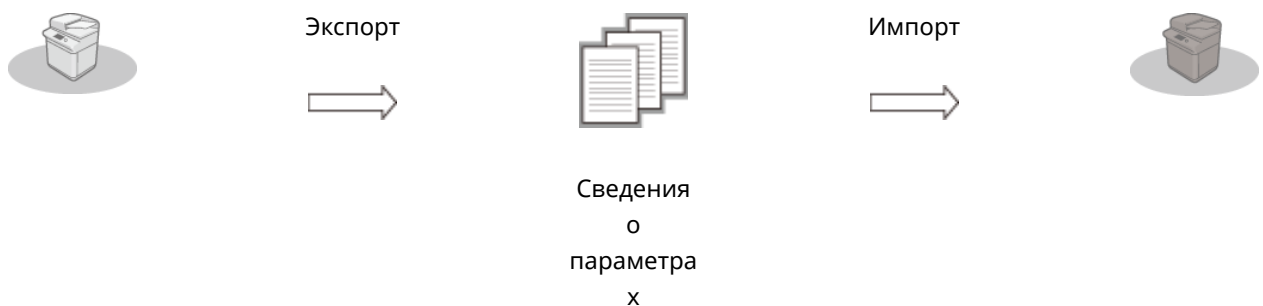 Экспорт
Импорт
Сведения
о
параметра
х